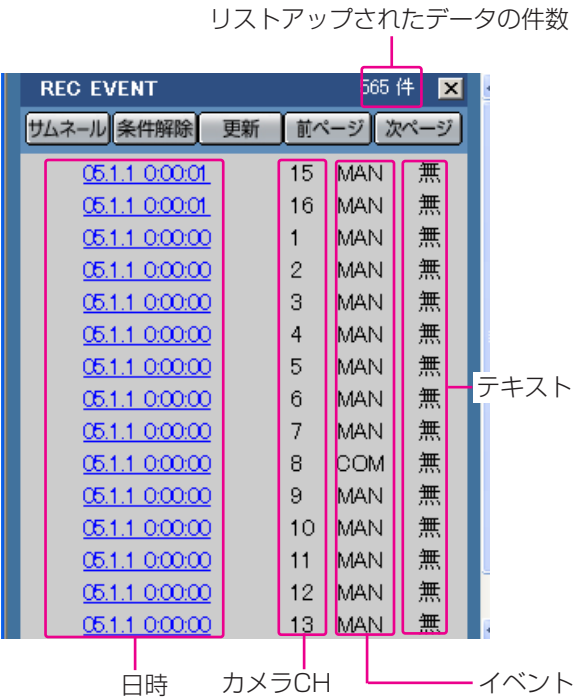 リストアップされたデータの件数
REC EVENT 565 件
サムネール 条件解除 更新 前ページ 次ページ
05.1.1 0:00:01 15 MAN 無
05.1.1 0:00:01 16 MAN 無
05.1.1 0:00:00 1 MAN 無
05.1.1 0:00:00 2 MAN 無
05.1.1 0:00:00 3 MAN 無
05.1.1 0:00:00 4 MAN 無
05.1.1 0:00:00 5 MAN 無
05.1.1 0:00:00 6 MAN 無
05.1.1 0:00:00 7 MAN 無
05.1.1 0:00:00 8 COM 無
05.1.1 0:00:00 9 MAN 無
05.1.1 0:00:00 10 MAN 無
05.1.1 0:00:00 11 MAN 無
05.1.1 0:00:00 12 MAN 無
05.1.1 0:00:00 13 MAN 無
テキスト
日時 カメラCH イベント